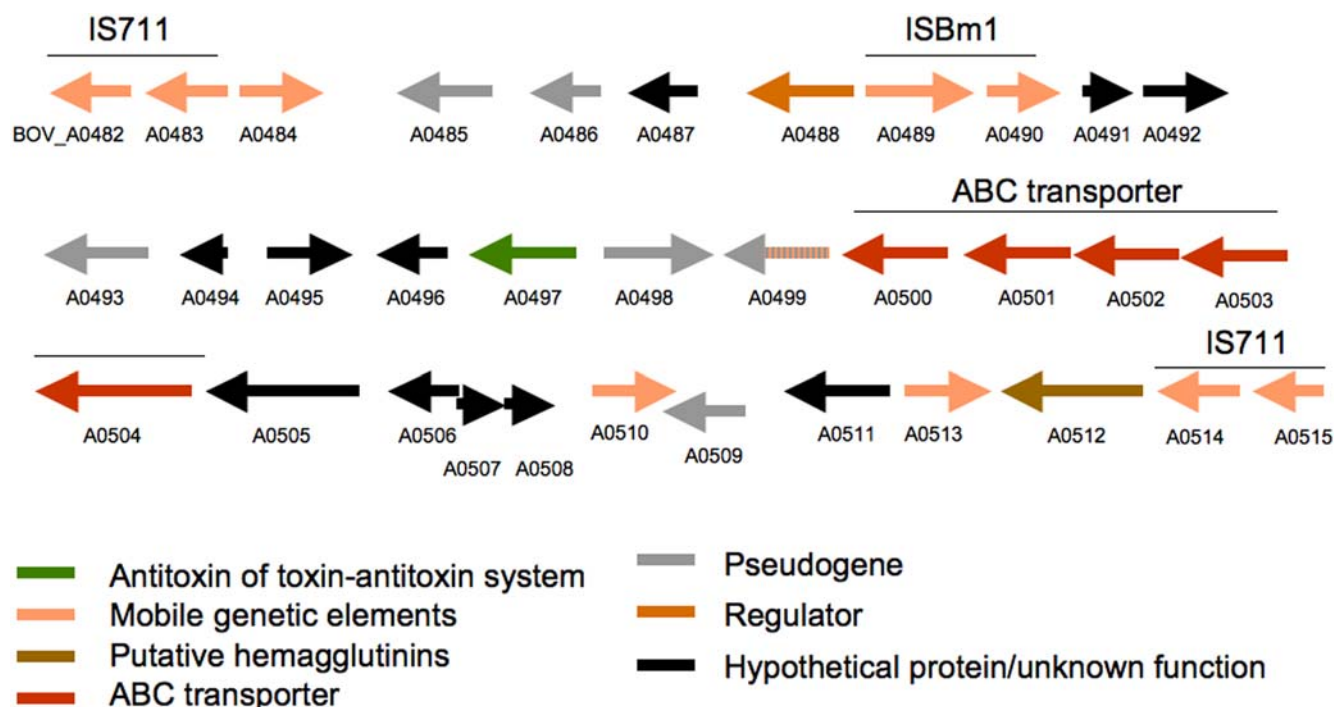 IS711 ISBm1
BOV_A0482 A0483 A0484 A0485 A0486 A0487 A0488 A0489 A0490 A0491 A0492
ABC transporter
A0493 A0494 A0495 A0496 A0497 A0498 A0499 A0500 A0501 A0502 A0503
IS711
A0504 A0505 A0506 A0507 A0508 A0510 A0509 A0511 A0513 A0512 A0514 A0515
Antitoxin of toxin-antitoxin system
Mobile genetic elements
Putative hemagglutinins
ABC transporter
Pseudogene
Regulator
Hypothetical protein/unknown function